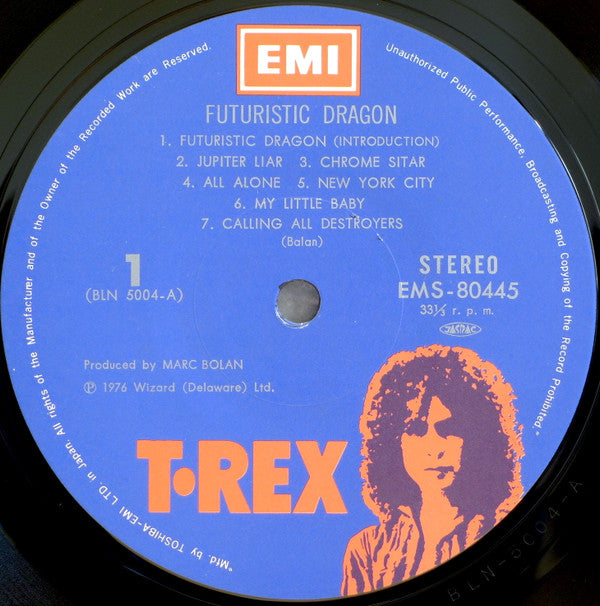 EMI
"Mfd. by TOSHIBA-EMI LTD. in Japan. All rights of the Manufacturer and of the Owner of the Recorded Work are Reserved.
Unauthorized Public Performance, Broadcasting and Copying of the Record Prohibited."
FUTURISTIC DRAGON
1. FUTURISTIC DRAGON (INTRODUCTION)
2. JUPITER LIAR 3. CHROME SITAR
4. ALL ALONE 5. NEW YORK CITY
6. MY LITTLE BABY
7. CALLING ALL DESTROYERS
(Balan)
1
(BLN 5004-A)
STEREO
EMS-80445
33⅓ r. p. m.
JASRAC
Produced by MARC BOLAN
℗ 1976 Wizard (Delaware) Ltd.
T•REX
BLN-5004-A